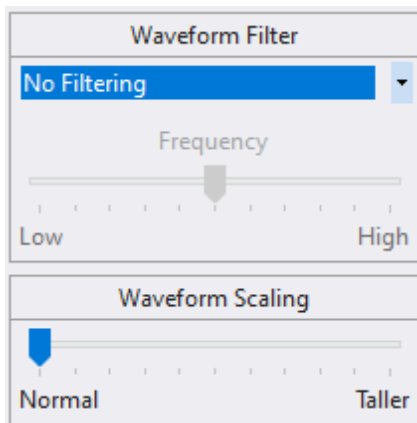 Waveform Filter
No Filtering
Frequency
Low High
Waveform Scaling
Normal Taller